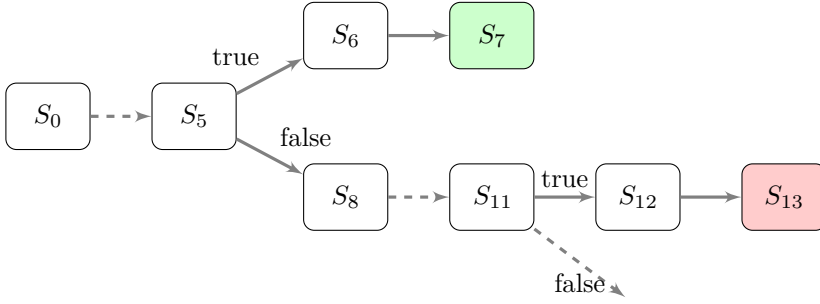 S₆
S₇
true
S₀
S₅
false
S₈
S₁₁
true
S₁₂
S₁₃
false